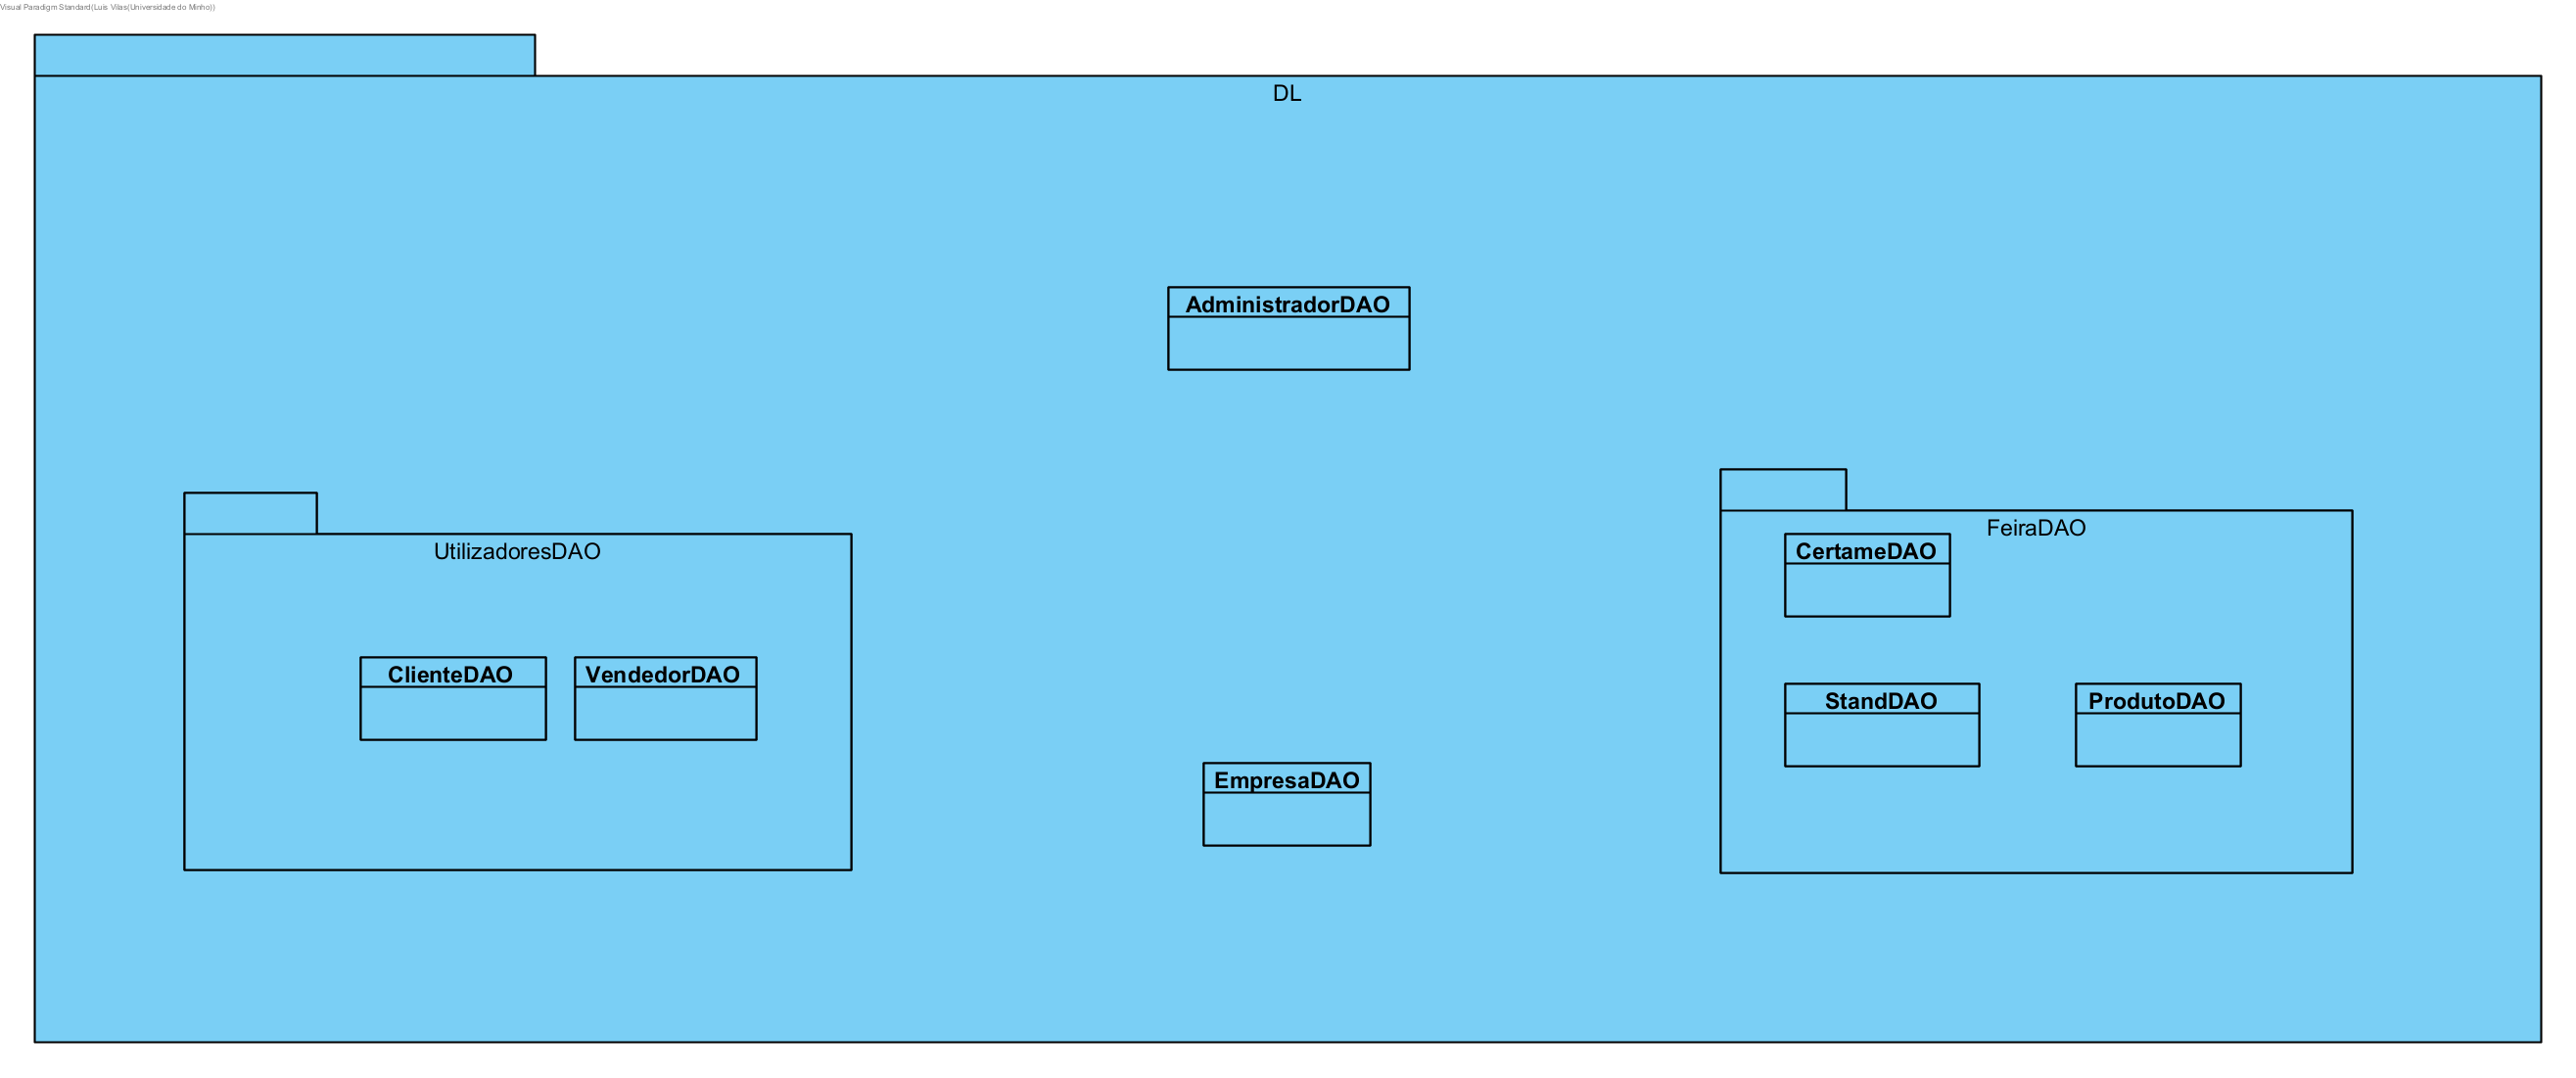 Visual Paradigm Standard(Luis Vilas(Universidade do Minho))
DL
AdministradorDAO
UtilizadoresDAO
ClienteDAO
VendedorDAO
EmpresaDAO
FeiraDAO
CertameDAO
StandDAO
ProdutoDAO